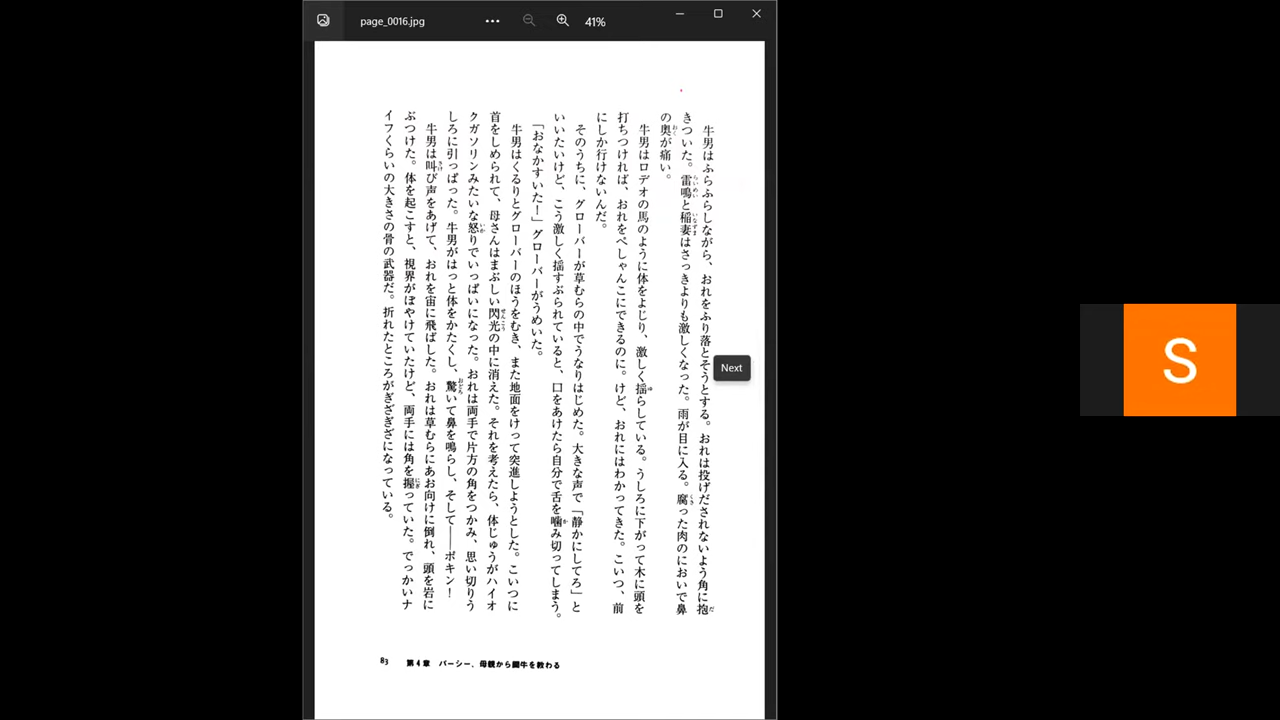 page_0016.jpg
41%
牛男はふらふらしながら、おれをふり落とそうとする。おれは投げだされないよう角に抱
きついた。雷鳴と稲妻はさっきよりも激しくなった。雨が目に入る。腐った肉のにおいで鼻
の奥が痛い。
牛男はロデオの馬のように体をよじり、激しく揺らしている。うしろに下がって木に頭を
打ちつければ、おれをぺしゃんこにできるのに。けど、おれにはわかってきた。こいつ、前
にしか行けないんだ。
そのうちに、グローバーが草むらの中でうなりはじめた。大きな声で「静かにしてろ」と
いいたいけど、こう激しく揺すぶられていると、口をあけたら自分で舌を噛み切ってしまう。
「おなかすいたー」グローバーがうめいた。
牛男はくるりとグローバーのほうをむき、また地面をけって突進しようとした。こいつに
首をしめられて、母さんはまぶしい閃光の中に消えた。それを考えたら、体じゅうがハイオ
クガソリンみたいな怒りでいっぱいになった。おれは両手で片方の角をつかみ、思い切りう
しろに引っぱった。牛男がはっと体をかたくし、驚いて鼻を鳴らし、そして──ボキン！
牛男は叫び声をあげて、おれを宙に飛ばした。おれは草むらにあお向けに倒れ、頭を岩に
ぶつけた。体を起こすと、視界がぼやけていたけど、両手には角を握っていた。でっかいナ
イフくらいの大きさの骨の武器だ。折れたところがぎざぎざになっている。
Next
83 第4章 パーシー、母親から闘牛を教わる
S